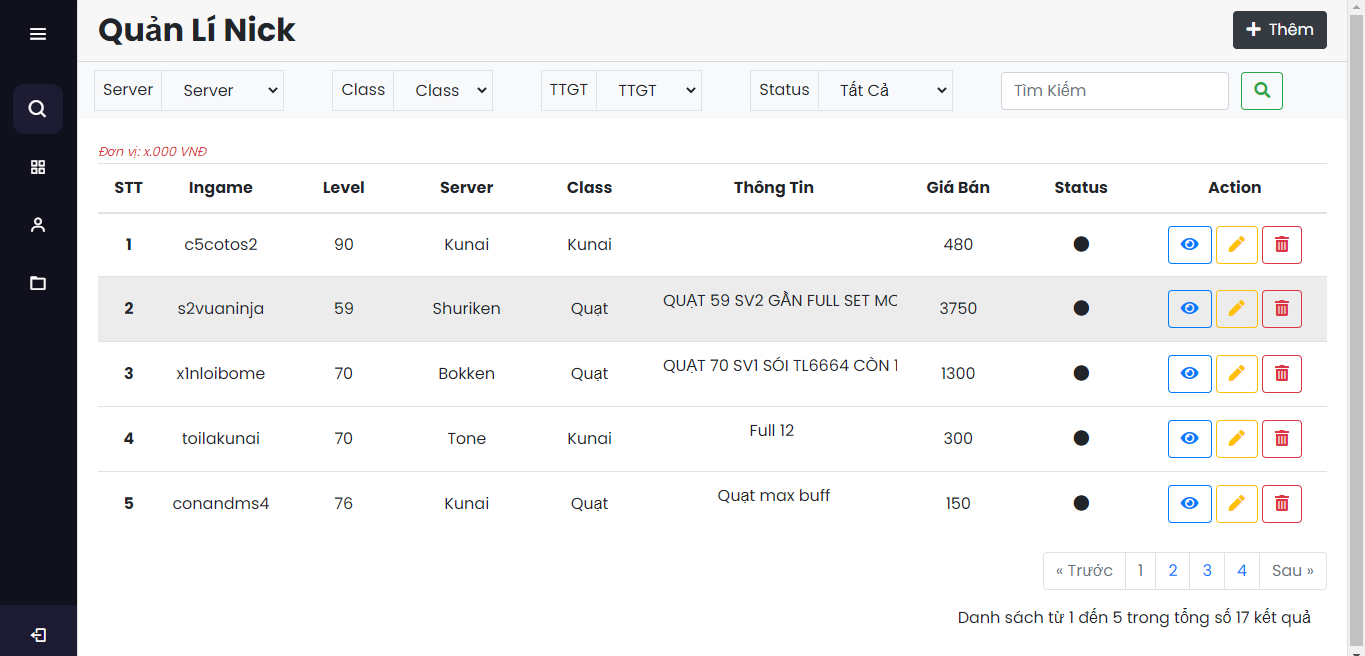 Quản Lí Nick
Thêm
Server Server Class Class TTGT TTGT Status Tất Cả Tìm Kiếm
Đơn vị: x.000 VNĐ
STT Ingame Level Server Class Thông Tin Giá Bán Status Action
1 c5cotos2 90 Kunai Kunai 480
2 s2vuaninja 59 Shuriken Quạt QUẠT 59 SV2 GẦN FULL SET MC 3750
3 x1nloibome 70 Bokken Quạt QUẠT 70 SV1 SÓI TL6664 CÒN 1 1300
4 toilakunai 70 Tone Kunai Full 12 300
5 conandms4 76 Kunai Quạt Quạt max buff 150
« Trước 1 2 3 4 Sau »
Danh sách từ 1 đến 5 trong tổng số 17 kết quả